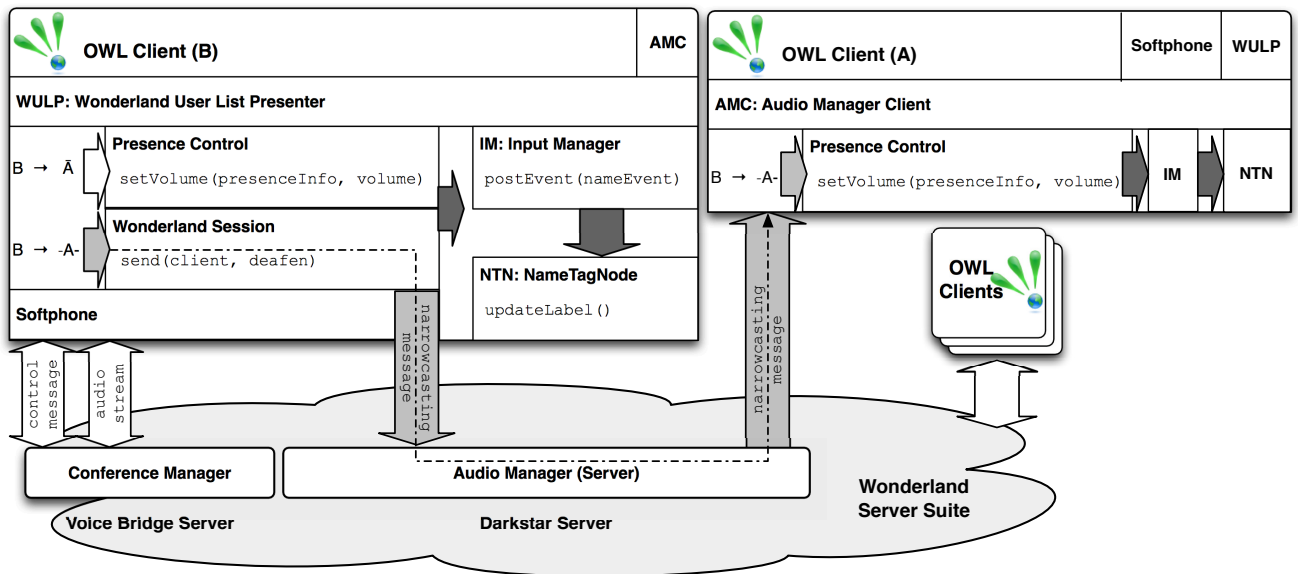 OWL Client (B)
AMC
WULP: Wonderland User List Presenter
B → Ā
Presence Control
setVolume(presenceInfo, volume)
B → -A-
Wonderland Session
send(client, deafen)
IM: Input Manager
postEvent(nameEvent)
NTN: NameTagNode
updateLabel()
Softphone
OWL Client (A)
Softphone
WULP
AMC: Audio Manager Client
B → -A-
Presence Control
setVolume(presenceInfo, volume)
IM
NTN
OWL
Clients
control
message
audio
stream
narrowcasting
message
narrowcasting
message
Conference Manager
Audio Manager (Server)
Voice Bridge Server
Darkstar Server
Wonderland
Server Suite